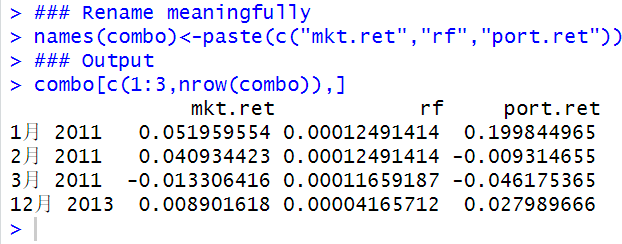 > ### Rename meaningfully
> names(combo)<-paste(c("mkt.ret","rf","port.ret"))
> ### Output
> combo[c(1:3,nrow(combo)),]
mkt.ret rf port.ret
1月 2011 0.051959554 0.00012491414 0.199844965
2月 2011 0.040934423 0.00012491414 -0.009314655
3月 2011 -0.013306416 0.00011659187 -0.046175365
12月 2013 0.008901618 0.00004165712 0.027989666
>